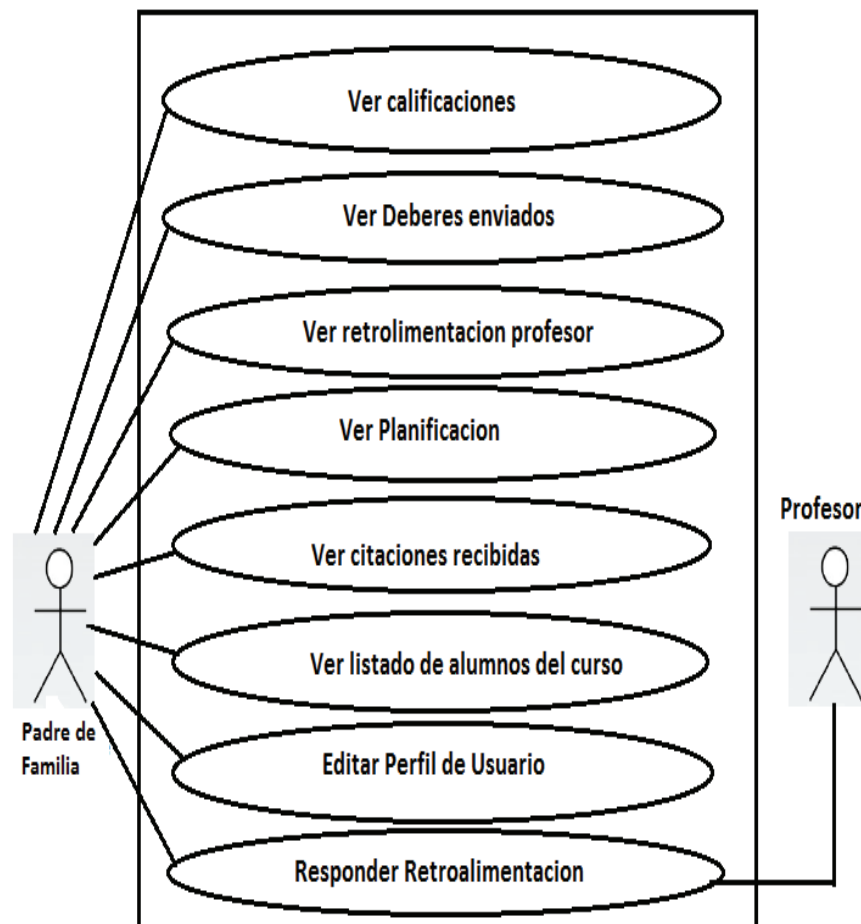 Ver calificaciones
Ver Deberes enviados
Ver retrolimentacion profesor
Ver Planificacion
Ver citaciones recibidas
Ver listado de alumnos del curso
Editar Perfil de Usuario
Responder Retroalimentacion
Padre de
Familia
Profesor